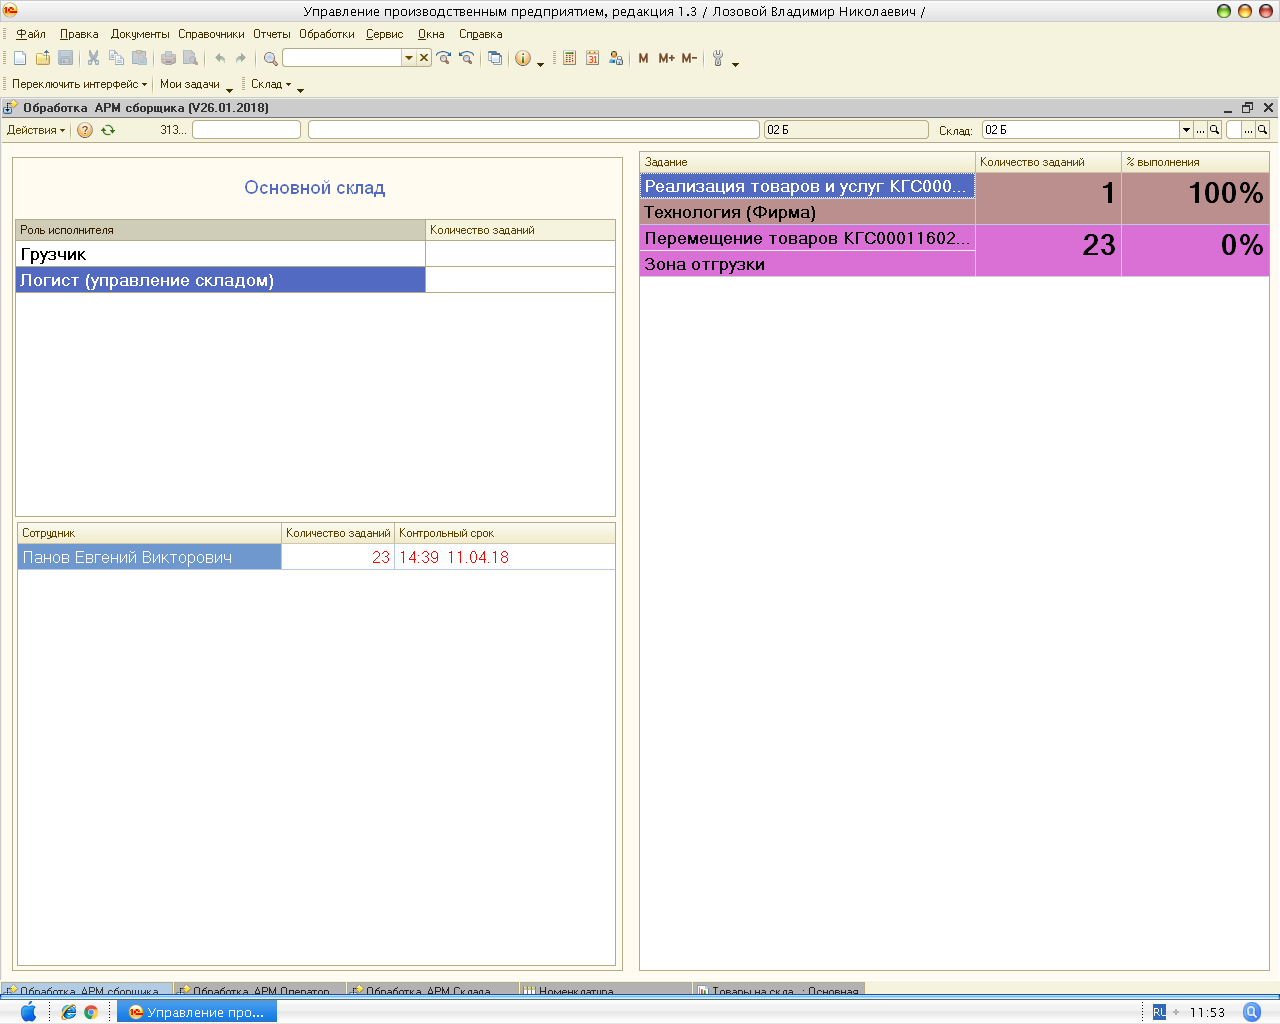 Управление производственным предприятием, редакция 1.3 / Лозовой Владимир Николаевич /
Файл Правка Документы Справочники Отчеты Обработки Сервис Окна Справка
M M+ M-
Переключить интерфейс Мои задачи Склад
Обработка АРМ сборщика (V26.01.2018)
Действия 313... 02 Б Склад: 02 Б
Основной склад
Роль исполнителя Количество заданий
Грузчик
Логист (управление складом)
Сотрудник Количество заданий Контрольный срок
Панов Евгений Викторович 23 14:39 11.04.18
Задание Количество заданий % выполнения
Реализация товаров и услуг КГС000... 1 100%
Технология (Фирма)
Перемещение товаров КГС00011602... 23 0%
Зона отгрузки
Обработка АРМ сборщика Обработка АРМ Оператор Обработка АРМ Склада Номенклатура Товары на скла...: Основная
Управление про... RU 11:53